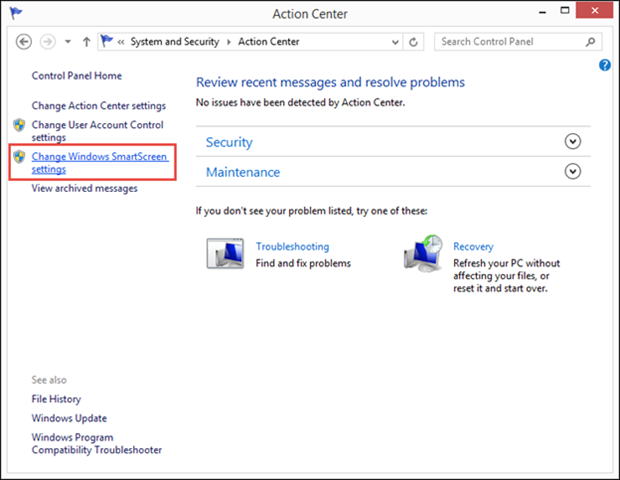 Action Center
« System and Security Action Center
Search Control Panel
Control Panel Home
Change Action Center settings
Change User Account Control
settings
Change Windows SmartScreen
settings
View archived messages
Review recent messages and resolve problems
No issues have been detected by Action Center.
Security
Maintenance
If you don't see your problem listed, try one of these:
Troubleshooting
Find and fix problems
Recovery
Refresh your PC without
affecting your files, or
reset it and start over.
See also
File History
Windows Update
Windows Program
Compatibility Troubleshooter